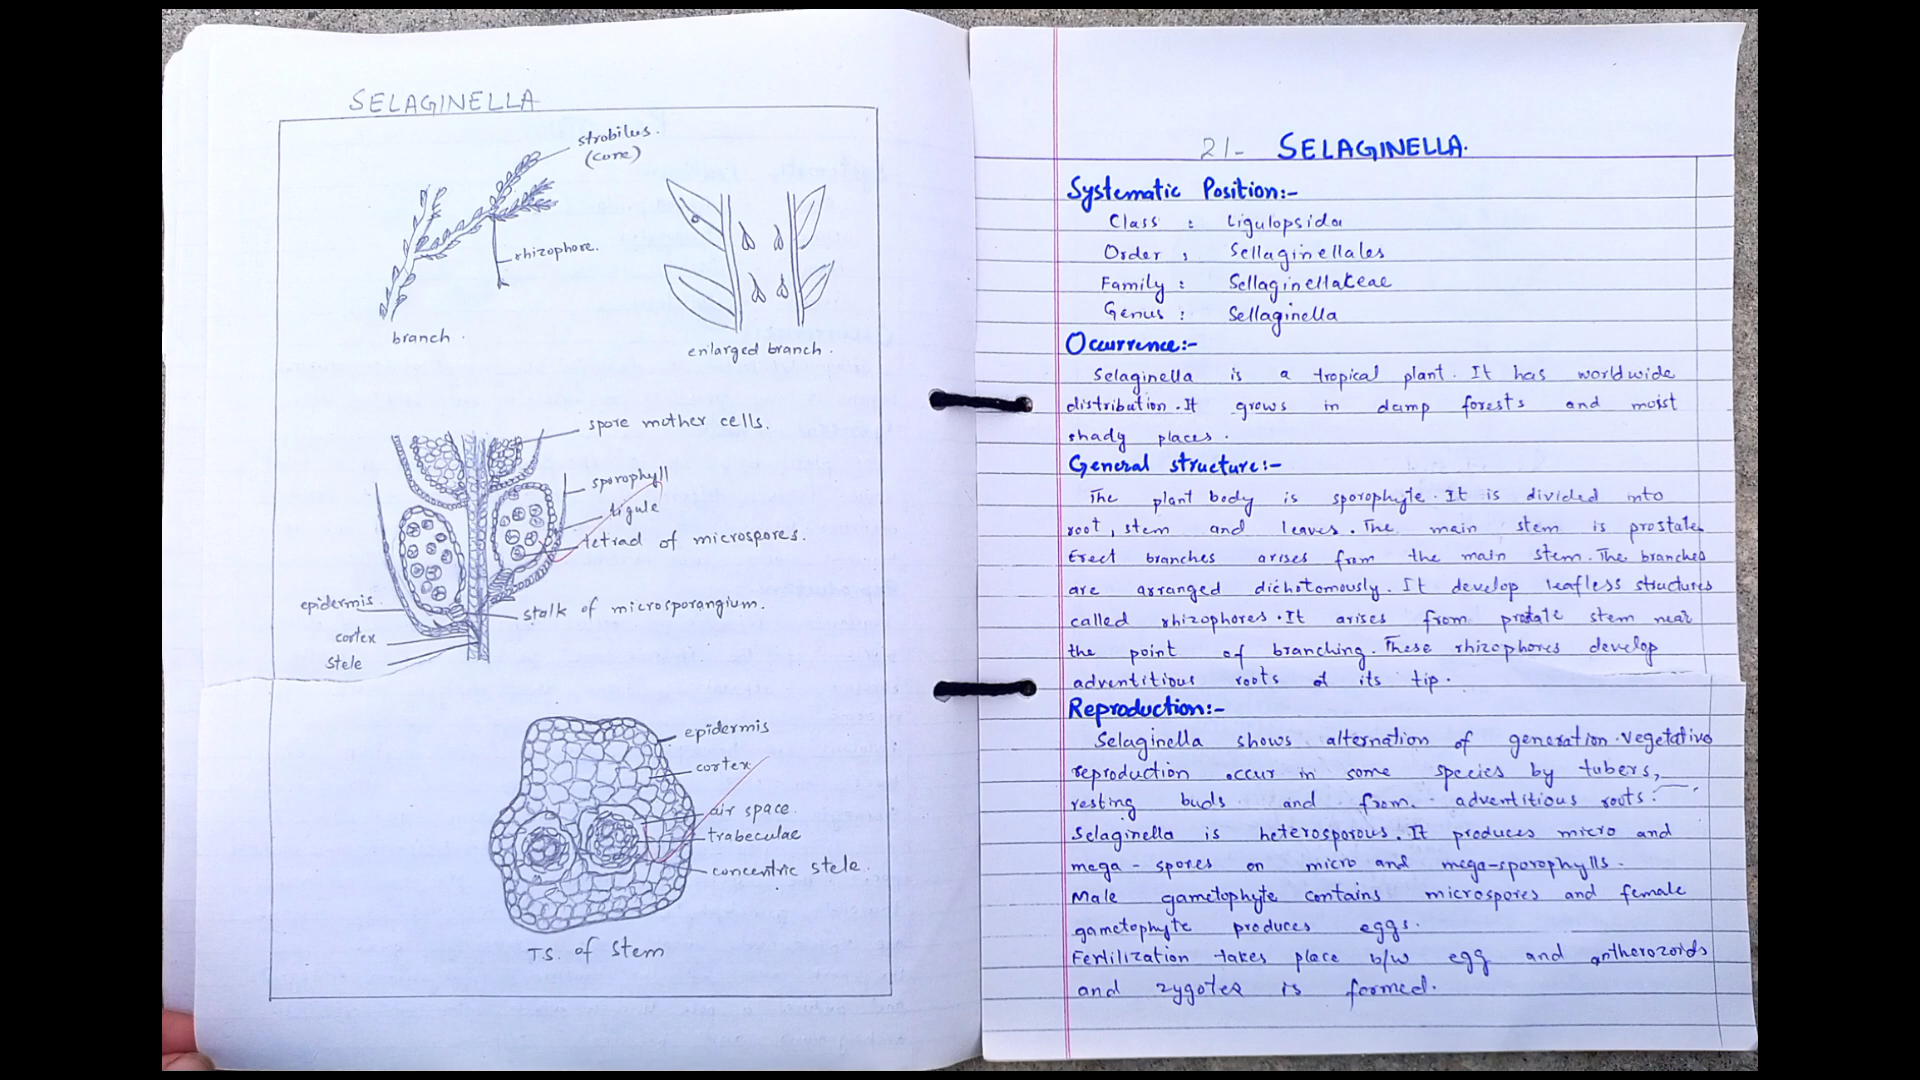 SELAGINELLA
strobilus.
(cone)
rhizophore.
branch.
enlarged branch.
spore mother cells.
sporophyll
ligule
tetrad of microspores.
epidermis.
stalk of microsporangium.
cortex
stele
epidermis
cortex
air space.
trabeculae
concentric stele.
T.S. of stem
21- SELAGINELLA.
Systematic Position:-
Class : Ligulopsida
Order : Sellaginellales
Family : Sellaginellaceae
Genus : Sellaginella
Occurrence:-
Selaginella is a tropical plant. It has worldwide
distribution. It grows in damp forests and moist
shady places.
General structure:-
The plant body is sporophyte. It is divided into
root, stem and leaves. The main stem is prostate.
Erect branches arises from the main stem. The branches
are arranged dichotomously. It develop leafless structures
called rhizophores. It arises from prstate stem near
the point of branching. These rhizophores develop
adventitious roots at its tip.
Reproduction:-
Selaginella shows alternation of generation. Vegetative
reproduction occur in some species by tubers,
resting buds and from adventitious roots.
Selaginella is heterosporous. It produces micro and
mega-spores on micro and mega-sporophylls.
Male gametophyte contains microspores and female
gametophyte produces eggs.
Fertilization takes place b/w egg and antherozoids
and zygotes is formed.